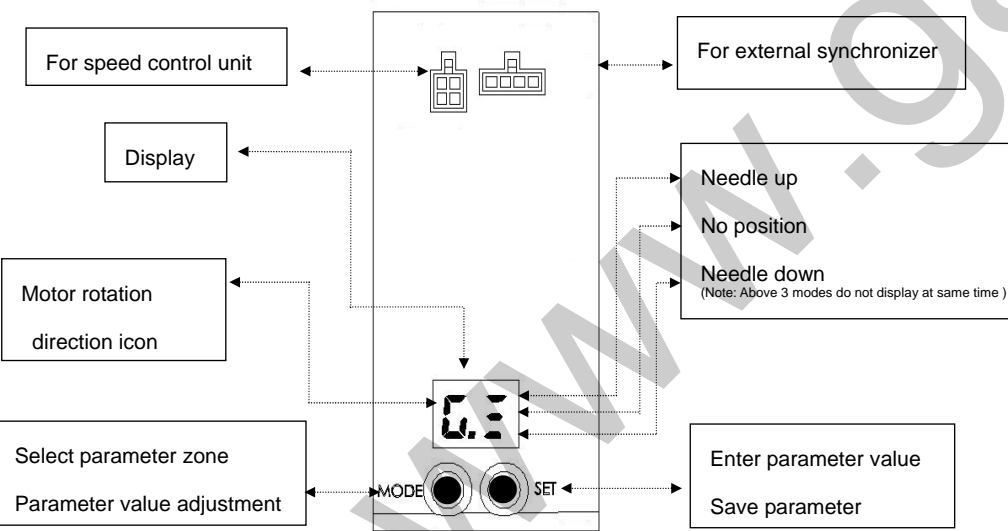 For speed control unit
For external synchronizer
Display
Needle up
No position
Needle down
(Note: Above 3 modes do not display at same time )
Motor rotation
direction icon
Select parameter zone
Parameter value adjustment
MODE
SET
Enter parameter value
Save parameter
www.g